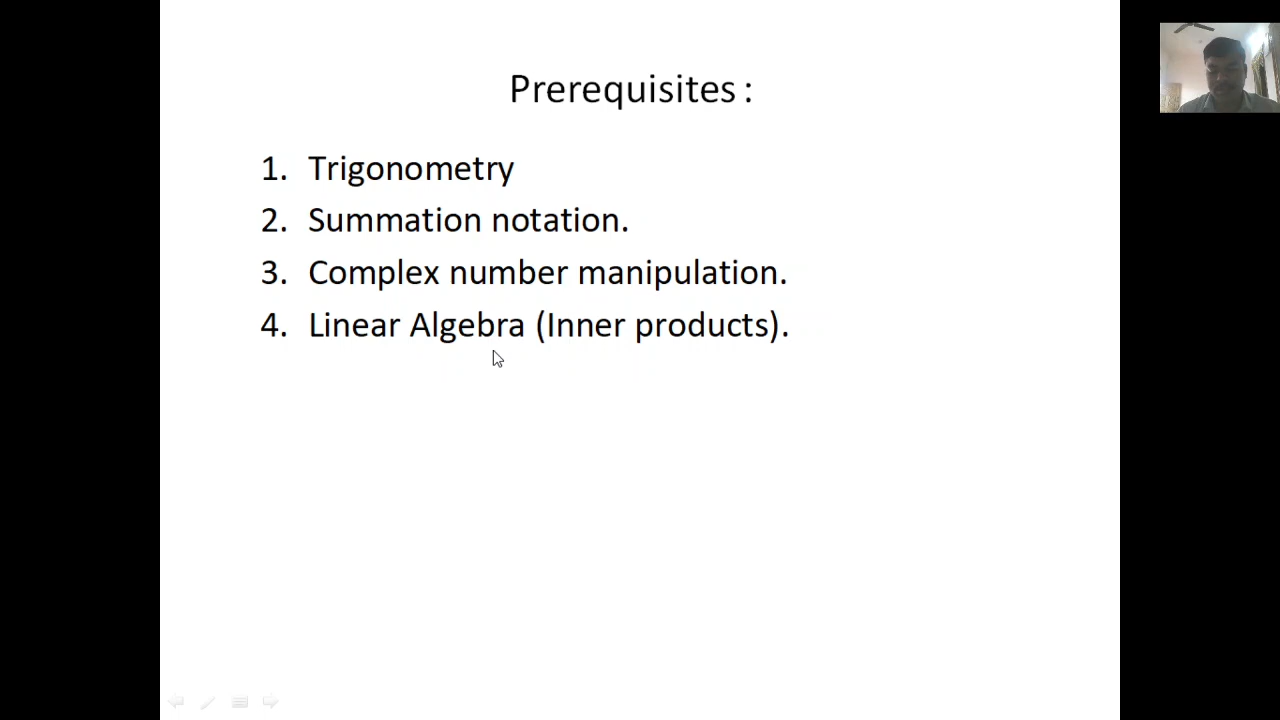 Prerequisites :
1. Trigonometry
2. Summation notation.
3. Complex number manipulation.
4. Linear Algebra (Inner products).